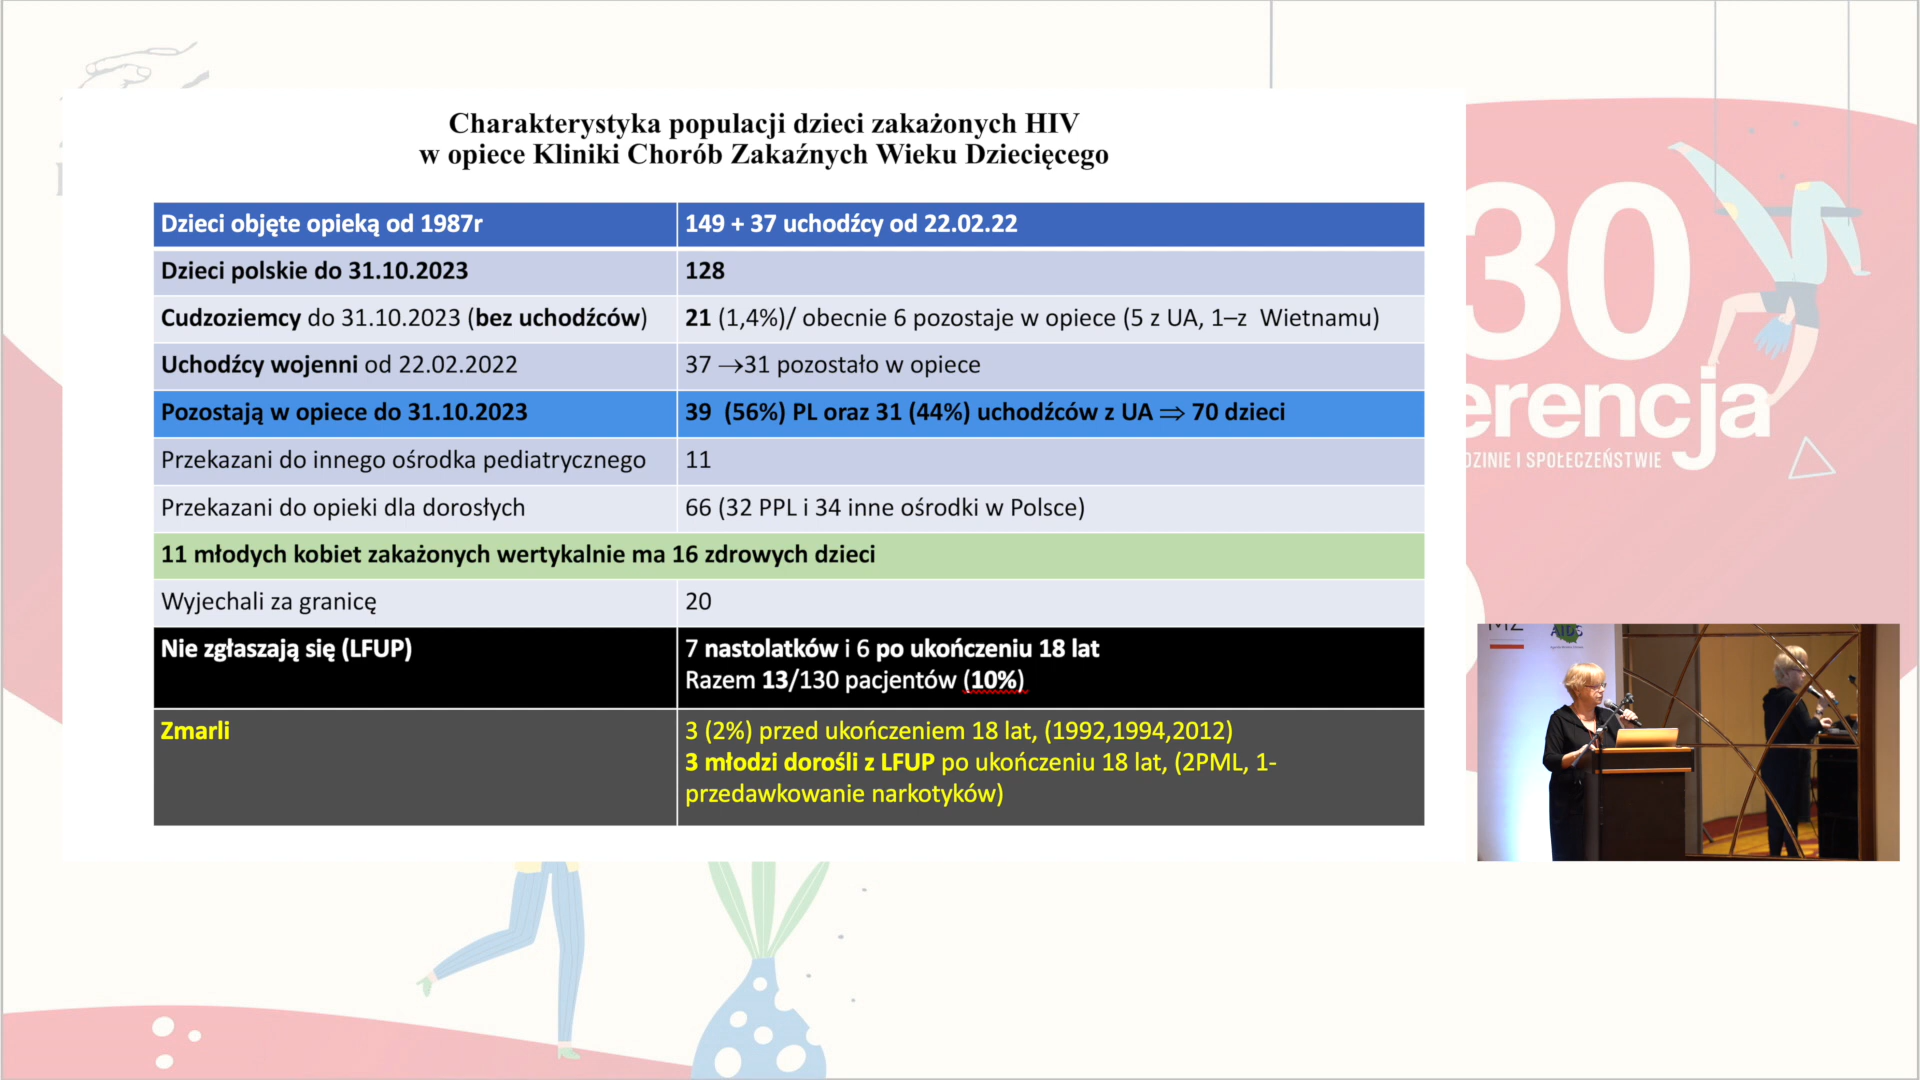 Charakterystyka populacji dzieci zakażonych HIV
w opiece Kliniki Chorób Zakaźnych Wieku Dziecięcego
Dzieci objęte opieką od 1987r
149 + 37 uchodźcy od 22.02.22
Dzieci polskie do 31.10.2023
128
Cudzoziemcy do 31.10.2023 (bez uchodźców)
21 (1,4%)/ obecnie 6 pozostaje w opiece (5 z UA, 1–z Wietnamu)
Uchodźcy wojenni od 22.02.2022
37 →31 pozostało w opiece
Pozostają w opiece do 31.10.2023
39 (56%) PL oraz 31 (44%) uchodźców z UA ⇒ 70 dzieci
Przekazani do innego ośrodka pediatrycznego
11
Przekazani do opieki dla dorosłych
66 (32 PPL i 34 inne ośrodki w Polsce)
11 młodych kobiet zakażonych wertykalnie ma 16 zdrowych dzieci
Wyjechali za granicę
20
Nie zgłaszają się (LFUP)
7 nastolatków i 6 po ukończeniu 18 lat
Razem 13/130 pacjentów (10%)
Zmarli
3 (2%) przed ukończeniem 18 lat, (1992,1994,2012)
3 młodzi dorośli z LFUP po ukończeniu 18 lat, (2PML, 1-
przedawkowanie narkotyków)
30
erencja
DZINIE I SPOŁECZEŃSTWIE
AIDS